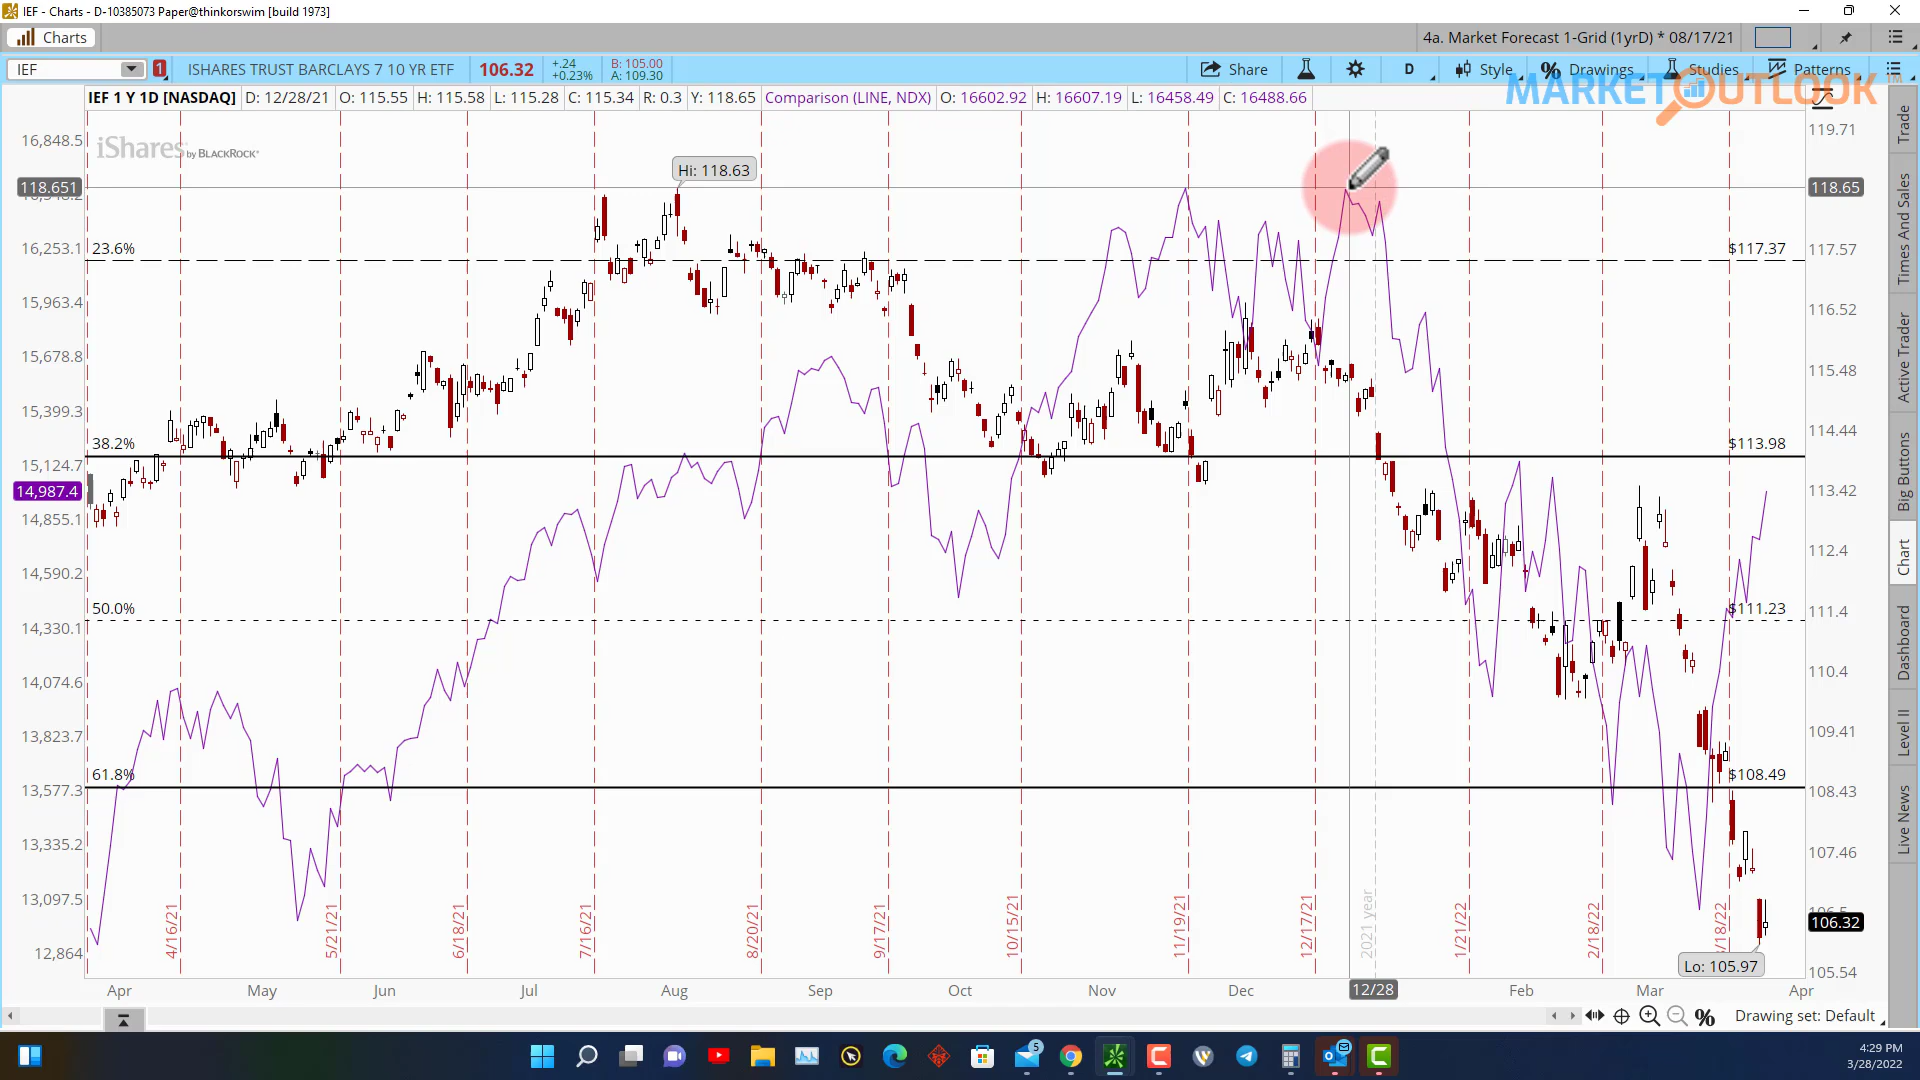 IEF - Charts - D-10385073 Paper@thinkorswim [build 1973]
Charts
4a. Market Forecast 1-Grid (1yrD) * 08/17/21
IEF
1
ISHARES TRUST BARCLAYS 7 10 YR ETF
106.32
+.24
+0.23%
B: 105.00
A: 109.30
Share
D
Style
Drawings
Studies
Patterns
MARKETOUTLOOK
IEF 1 Y 1D [NASDAQ]
D: 12/28/21
O: 115.55
H: 115.58
L: 115.28
C: 115.34
R: 0.3
Y: 118.65
Comparison (LINE, NDX)
O: 16602.92
H: 16607.19
L: 16458.49
C: 16488.66
iShares by BLACKROCK
16,848.5
118.651
16,253.1
15,963.4
15,678.8
15,399.3
15,124.7
14,987.4
14,855.1
14,590.2
14,330.1
14,074.6
13,823.7
13,577.3
13,335.2
13,097.5
12,864
23.6%
38.2%
50.0%
61.8%
Hi: 118.63
Lo: 105.97
$117.37
$113.98
$111.23
$108.49
119.71
118.65
117.57
116.52
115.48
114.44
113.42
112.4
111.4
110.4
109.41
108.43
107.46
106.32
105.54
4/16/21
5/21/21
6/18/21
7/16/21
8/20/21
9/17/21
10/15/21
11/19/21
12/17/21
2021 year
1/21/22
2/18/22
3/18/22
Apr
May
Jun
Jul
Aug
Sep
Oct
Nov
Dec
12/28
Feb
Mar
Apr
Trade
Times And Sales
Active Trader
Big Buttons
Chart
Dashboard
Level II
Live News
Drawing set: Default
5
4:29 PM
3/28/2022